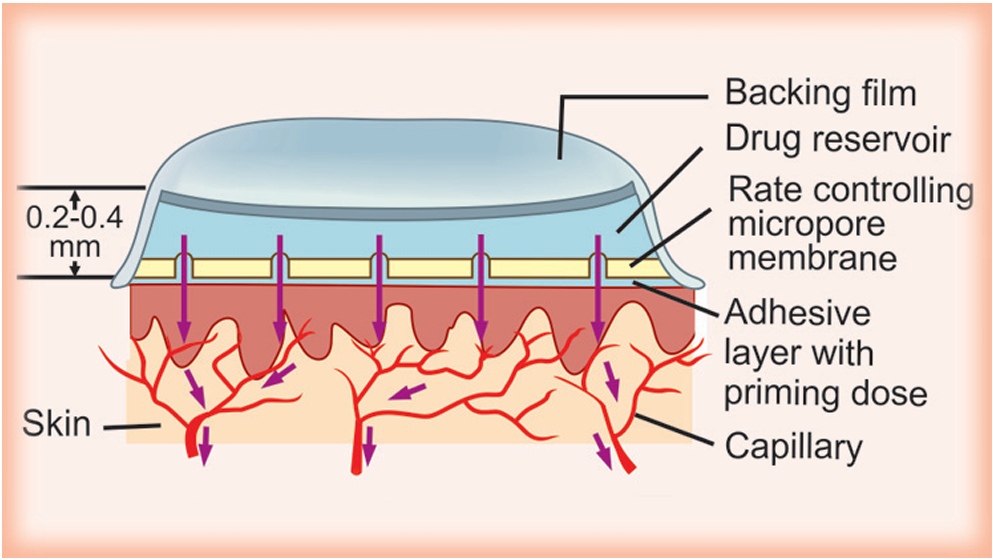 Backing film
Drug reservoir
Rate controlling
micropore
membrane
0.2-0.4
mm
Adhesive
layer with
priming dose
Skin
Capillary